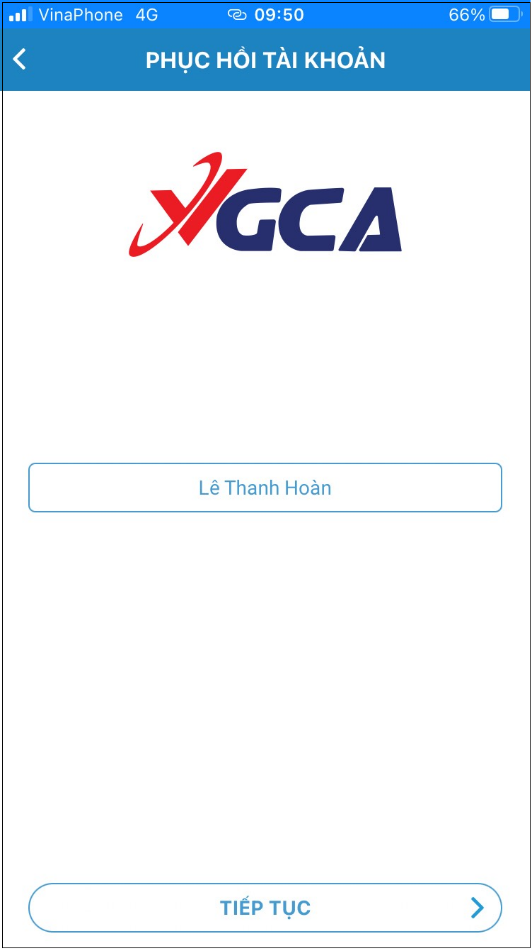 VinaPhone 4G 09:50 66%
PHỤC HỒI TÀI KHOẢN
VGCA
Lê Thanh Hoàn
TIẾP TỤC